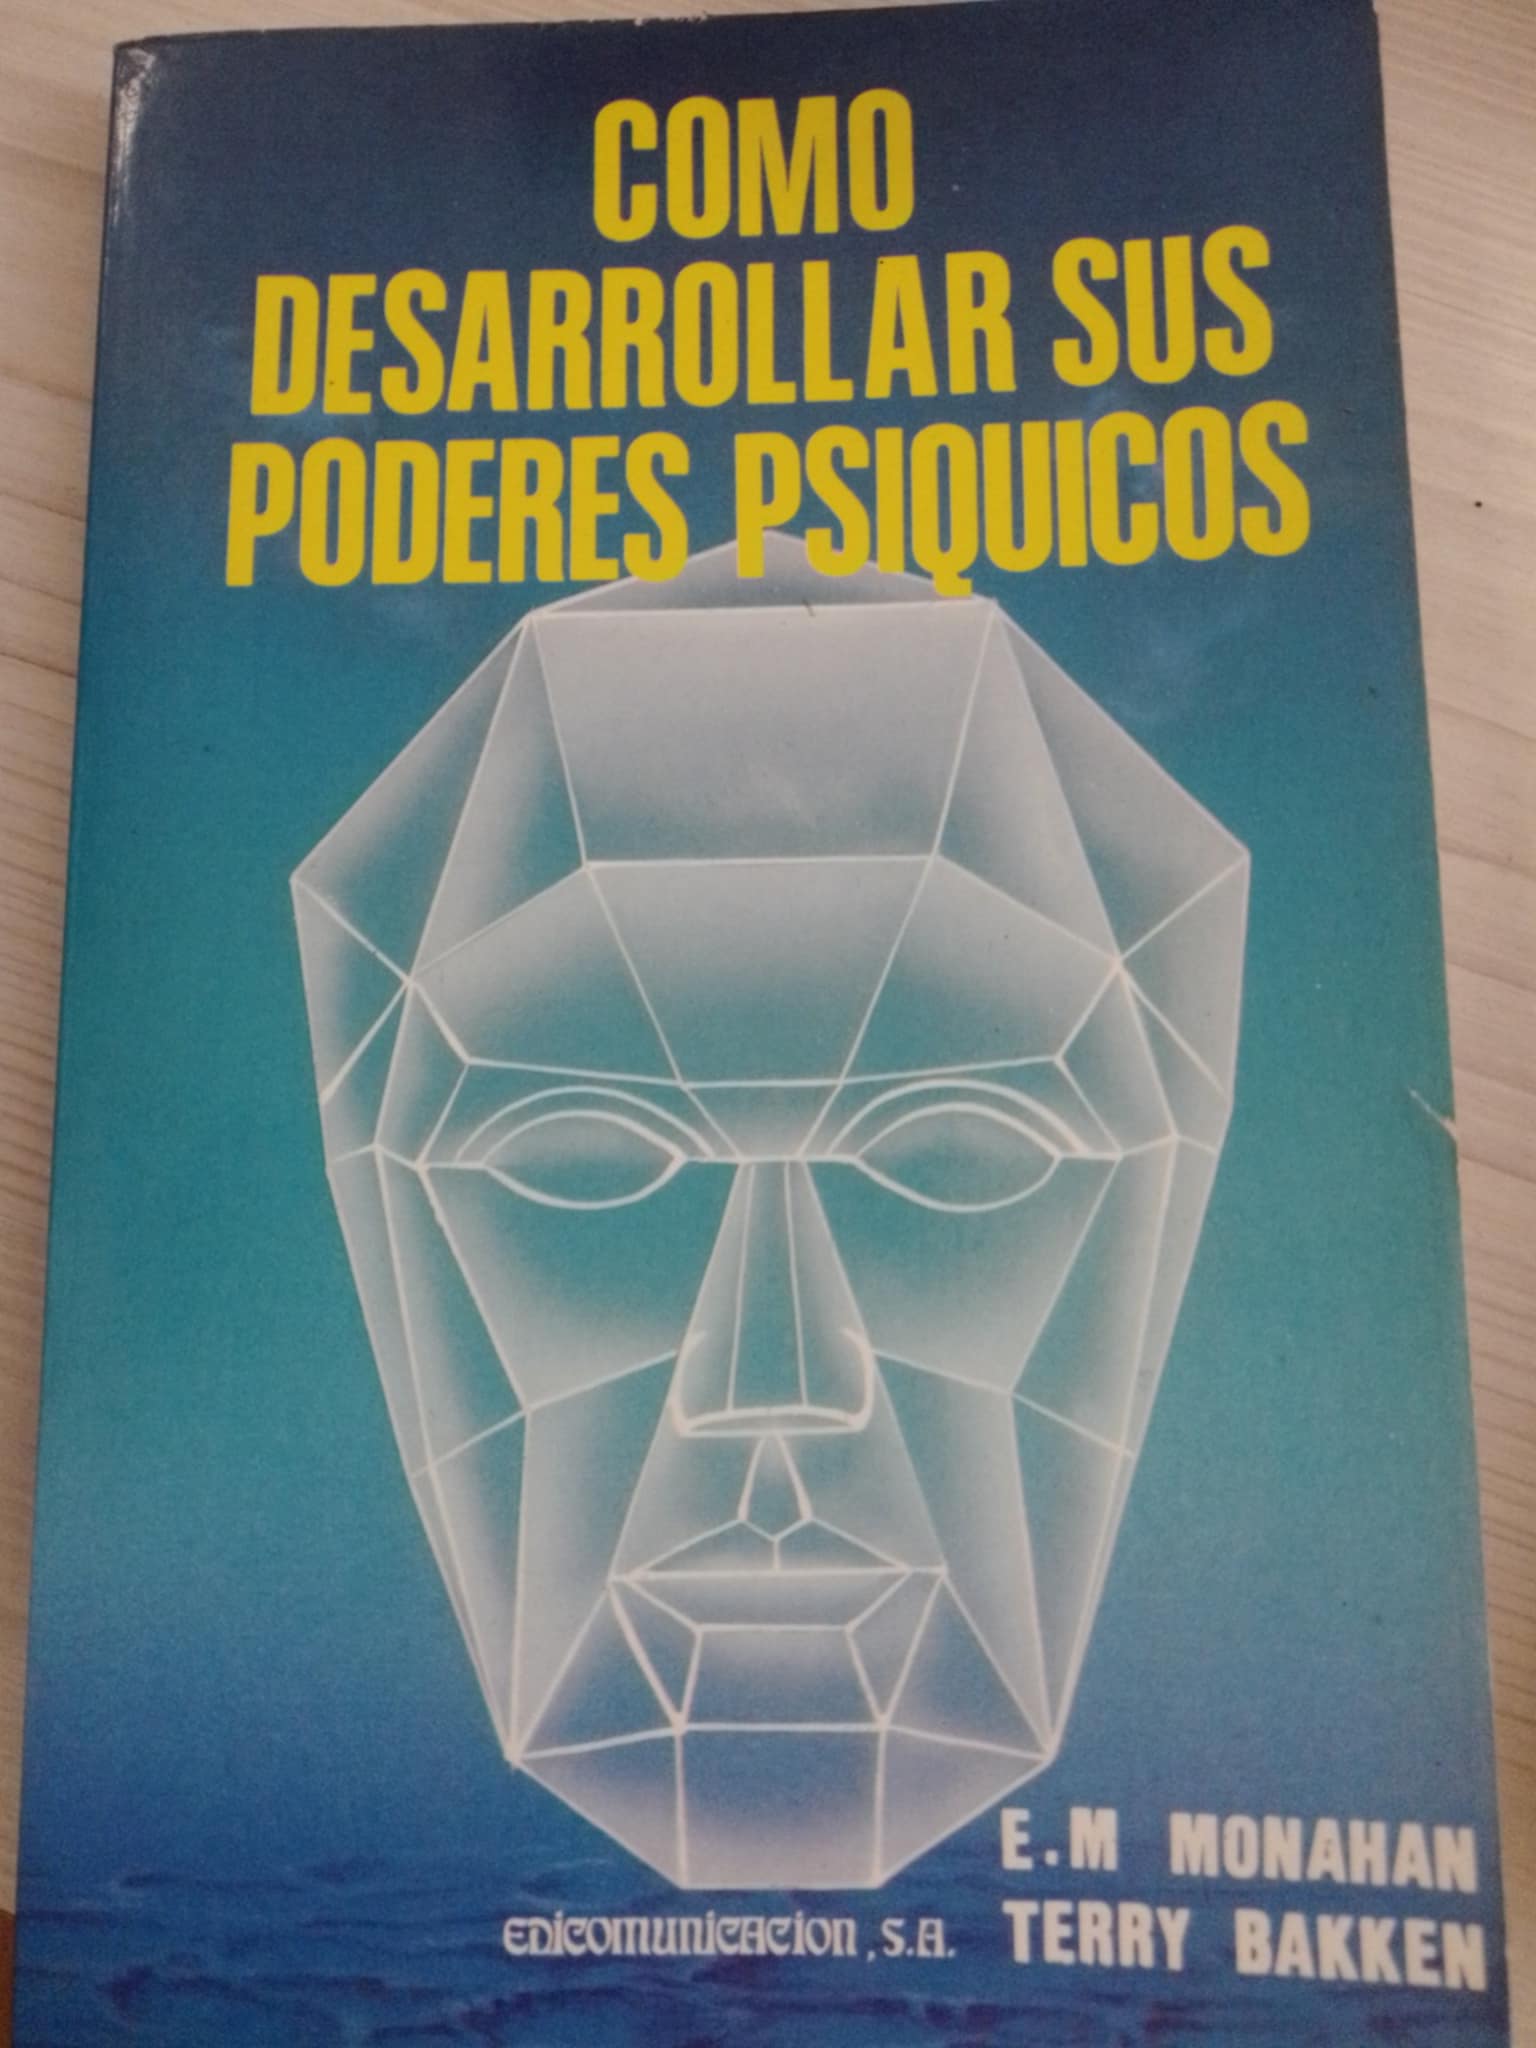 COMO
DESARROLLAR SUS
PODERES PSIQUICOS
E.M MONAHAN
TERRY BAKKEN
EDICOMUNICACION, S.A.